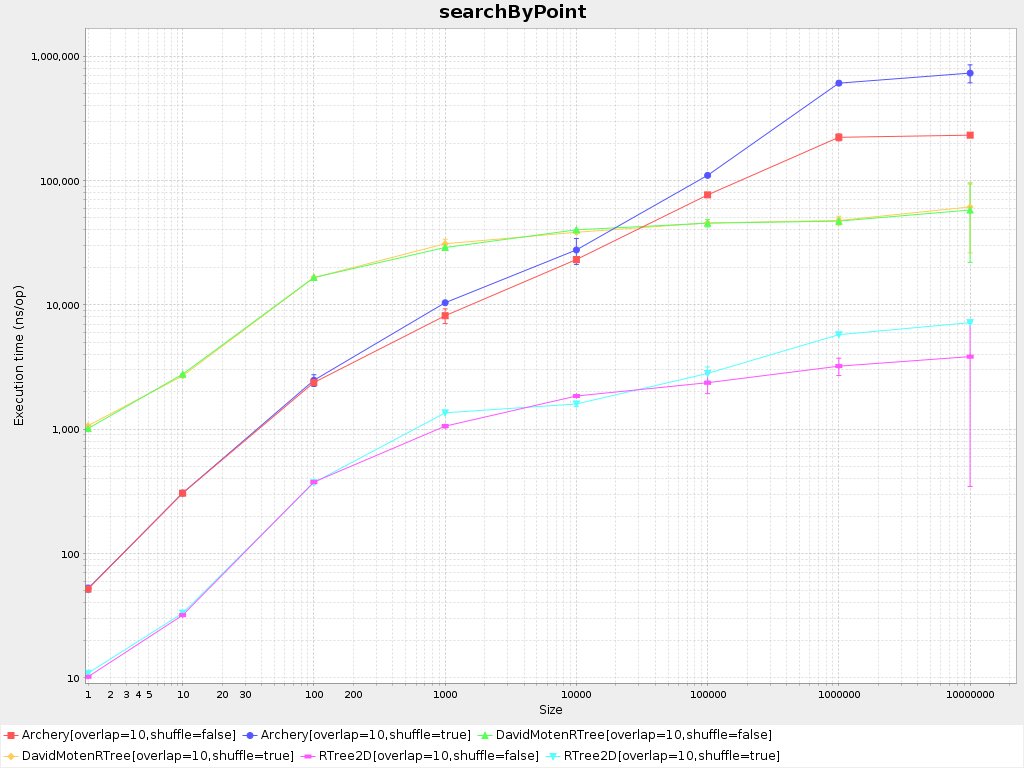 searchByPoint
1,000,000
100,000
10,000
1,000
100
10
Execution time (ns/op)
1 2 3 4 5 10 20 30 100 200 1000 10000 100000 1000000 10000000
Size
Archery[overlap=10,shuffle=false] Archery[overlap=10,shuffle=true] DavidMotenRTree[overlap=10,shuffle=false]
DavidMotenRTree[overlap=10,shuffle=true] RTree2D[overlap=10,shuffle=false] RTree2D[overlap=10,shuffle=true]